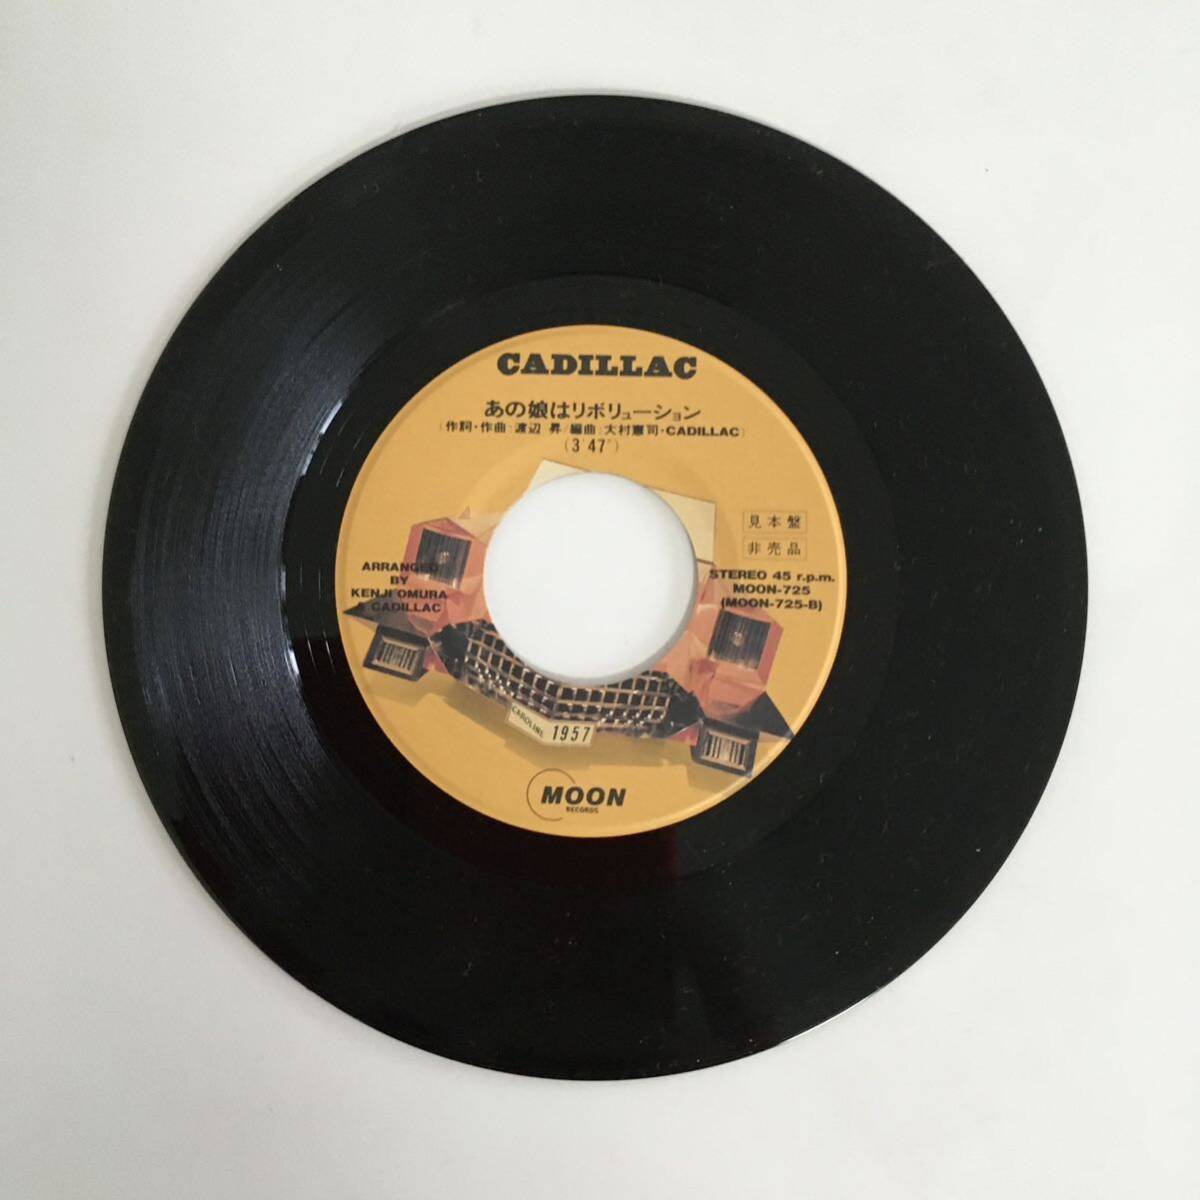 CADILLAC
あの娘はリボリューション
(作詞・作曲:渡辺 昇/編曲:大村憲司・CADILLAC)
(3'47")
見本盤
非売品
ARRANGED
BY
KENJI OMURA
& CADILLAC
STEREO 45 r.p.m.
MOON-725
(MOON-725-B)
CAROLINE 1957
MOON
RECORDS